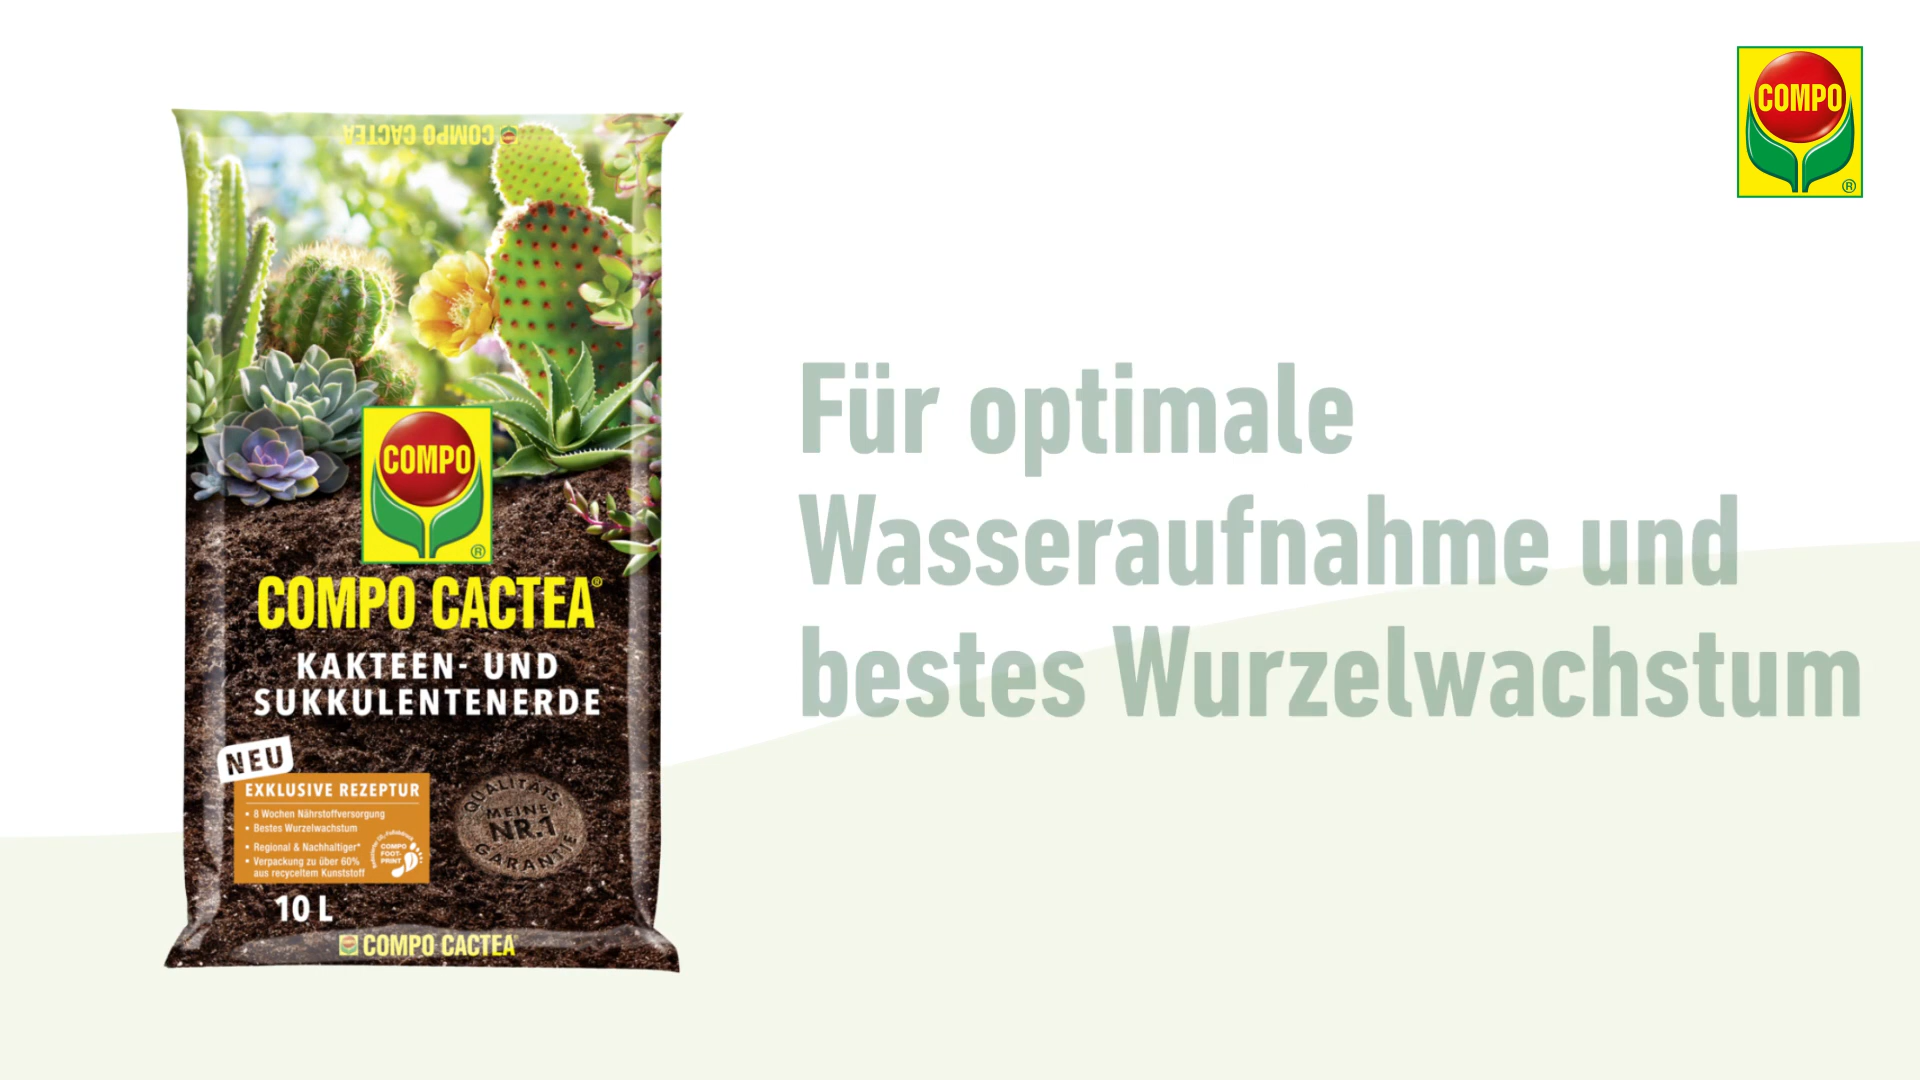 COMPO
®
COMPO CACTEA
Für optimale
Wasseraufnahme und
bestes Wurzelwachstum
COMPO
®
COMPO CACTEA®
KAKTEEN- UND
SUKKULENTENERDE
NEU
EXKLUSIVE REZEPTUR
• 8 Wochen Nährstoffversorgung
• Bestes Wurzelwachstum
• Regional & Nachhaltiger*
• Verpackung zu über 60%
aus recyceltem Kunststoff
COMPO
FOOT-
PRINT
QUALITÄTS-
MEINE
NR.1
GARANTIE
10 L
COMPO CACTEA